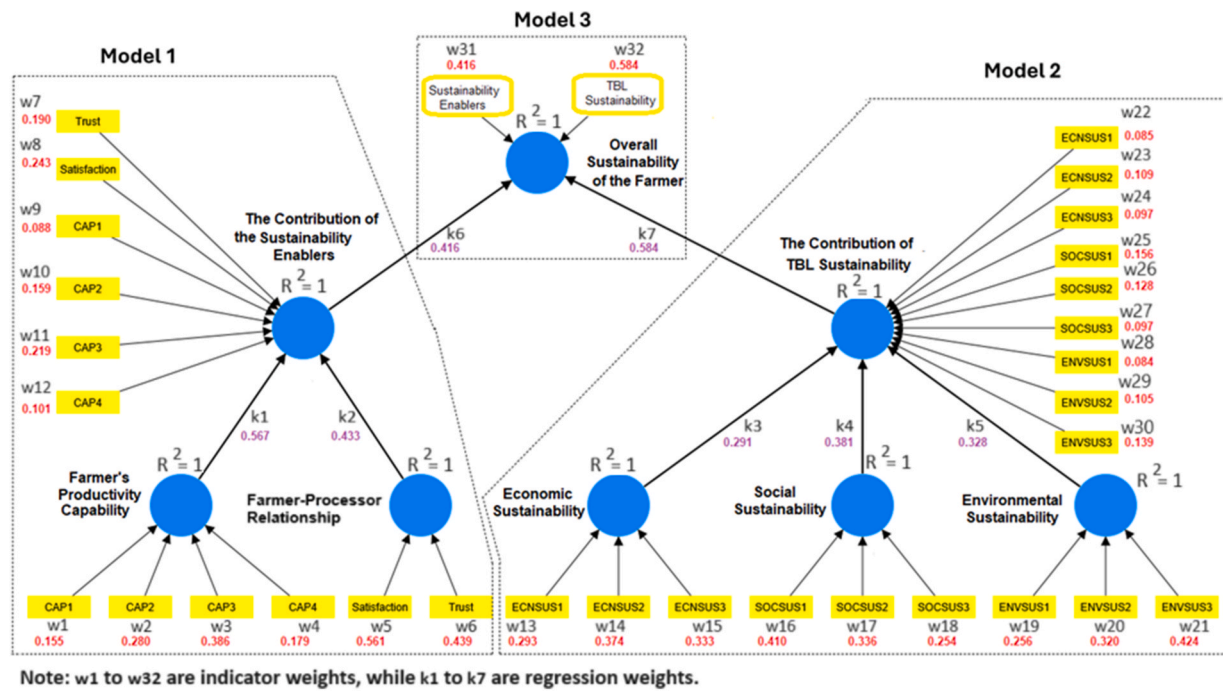 Model 3
Model 1
Model 2
w31
0.416
w32
0.584
Sustainability
Enablers
TBL
Sustainability
R 2 = 1
Overall
Sustainability
of the Farmer
w7
0.190
Trust
w8
0.243
Satisfaction
w9
0.088
CAP1
w10
0.159
CAP2
w11
0.219
CAP3
w12
0.101
CAP4
The Contribution of
the Sustainability
Enablers
R 2 = 1
k6
0.416
k7
0.584
The Contribution of
TBL Sustainability
R 2 = 1
w22
ECNSUS1
0.085
w23
ECNSUS2
0.109
w24
ECNSUS3
0.097
w25
SOCSUS1
0.156
w26
SOCSUS2
0.128
w27
SOCSUS3
0.097
w28
ENVSUS1
0.084
w29
ENVSUS2
0.105
w30
ENVSUS3
0.139
k1
0.567
k2
0.433
k3
0.291
k4
0.381
k5
0.328
Farmer's
Productivity
Capability
R 2 = 1
Farmer-Processor
Relationship
R 2 = 1
Economic
Sustainability
R 2 = 1
Social
Sustainability
R 2 = 1
Environmental
Sustainability
R 2 = 1
CAP1 CAP2 CAP3 CAP4 Satisfaction Trust ECNSUS1 ECNSUS2 ECNSUS3 SOCSUS1 SOCSUS2 SOCSUS3 ENVSUS1 ENVSUS2 ENVSUS3
w1 w2 w3 w4 w5 w6 w13 w14 w15 w16 w17 w18 w19 w20 w21
0.155 0.280 0.386 0.179 0.561 0.439 0.293 0.374 0.333 0.410 0.336 0.254 0.256 0.320 0.424
Note: w1 to w32 are indicator weights, while k1 to k7 are regression weights.